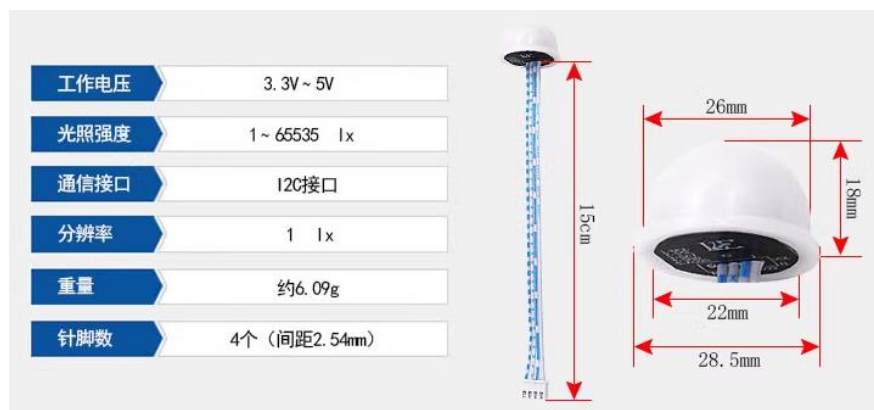 工作电压
3.3V~5V
光照强度
1~65535 lx
通信接口
I2C接口
分辨率
1 lx
重量
约6.09g
针脚数
4个（间距2.54mm）
15cm
26mm
18mm
22mm
28.5mm